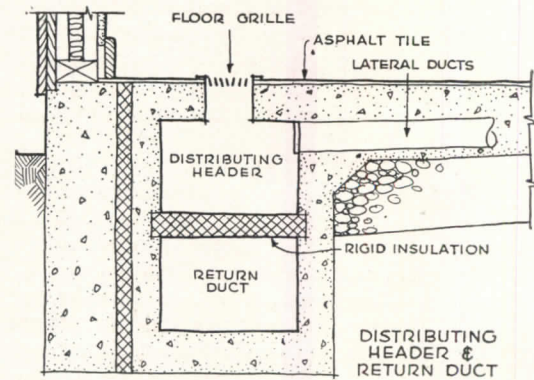 FLOOR GRILLE
ASPHALT TILE
LATERAL DUCTS
DISTRIBUTING
HEADER
RIGID INSULATION
RETURN
DUCT
DISTRIBUTING
HEADER &
RETURN DUCT